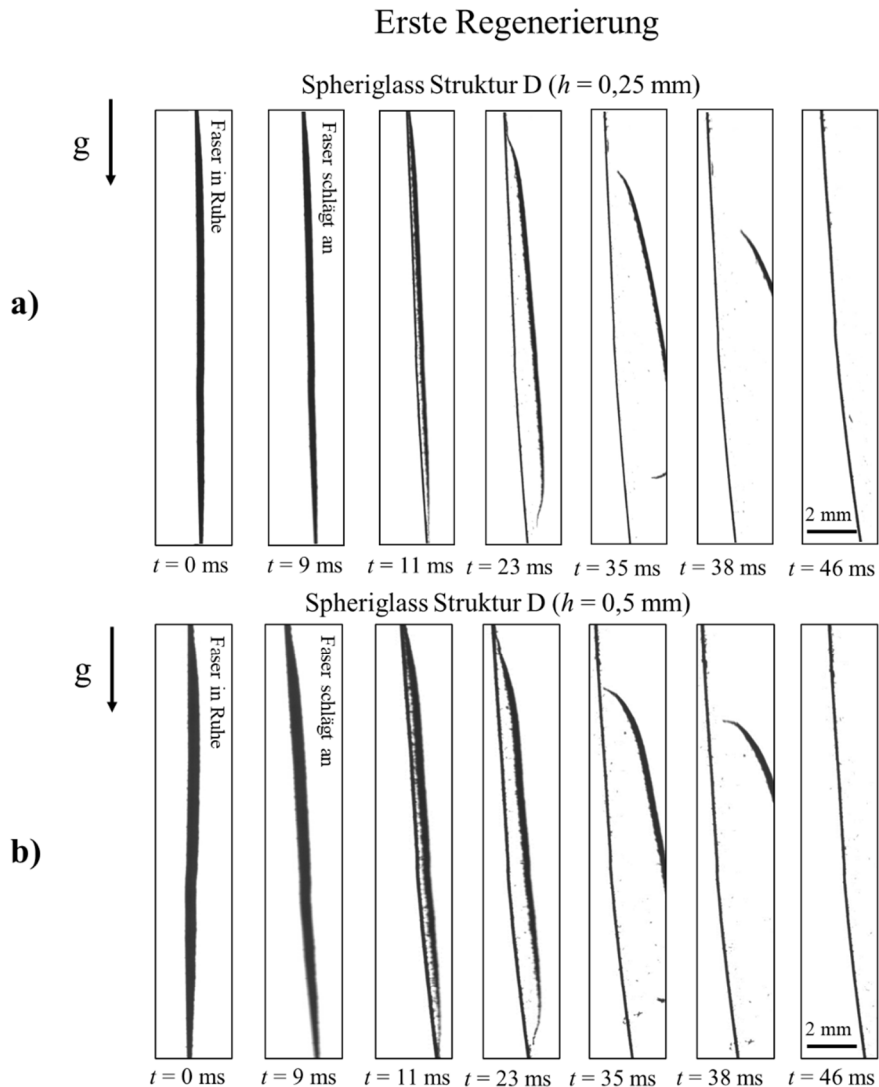 Erste Regenerierung
Spheriglass Struktur D (h = 0,25 mm)
g
a)
Faser in Ruhe
Faser schlägt an
2 mm
t = 0 ms
t = 9 ms
t = 11 ms
t = 23 ms
t = 35 ms
t = 38 ms
t = 46 ms
Spheriglass Struktur D (h = 0,5 mm)
g
b)
Faser in Ruhe
Faser schlägt an
2 mm
t = 0 ms
t = 9 ms
t = 11 ms
t = 23 ms
t = 35 ms
t = 38 ms
t = 46 ms